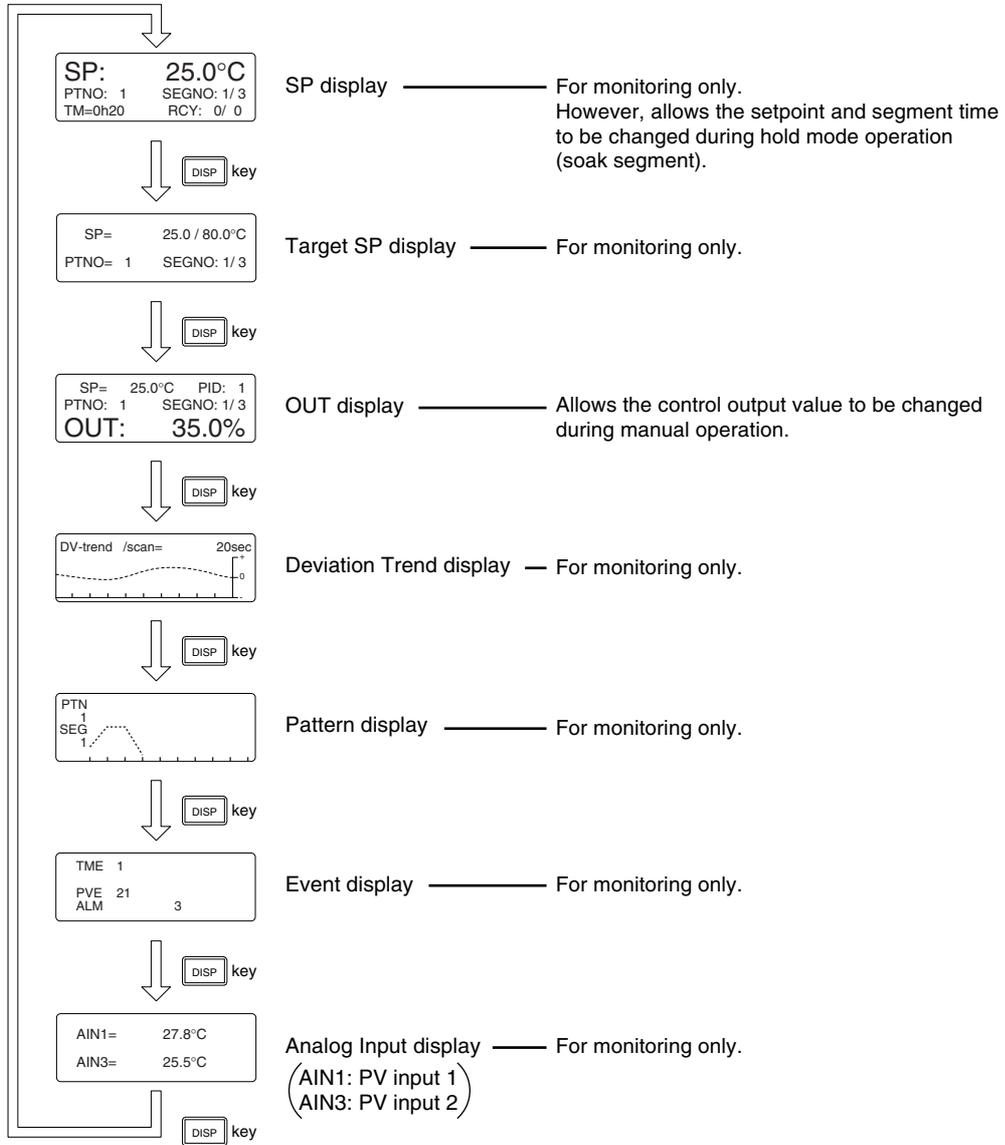 SP: 25.0°C
PTNO: 1 SEGNO: 1/ 3
TM=0h20 RCY: 0/ 0
SP display
For monitoring only.
However, allows the setpoint and segment time
to be changed during hold mode operation
(soak segment).
DISP key
SP= 25.0 / 80.0°C
PTNO= 1 SEGNO: 1/ 3
Target SP display
For monitoring only.
DISP key
SP= 25.0°C PID: 1
PTNO: 1 SEGNO: 1/ 3
OUT: 35.0%
OUT display
Allows the control output value to be changed
during manual operation.
DISP key
DV-trend /scan= 20sec
+
0
-
Deviation Trend display
For monitoring only.
DISP key
PTN
1
SEG
1
Pattern display
For monitoring only.
DISP key
TME 1
PVE 21
ALM 3
Event display
For monitoring only.
DISP key
AIN1= 27.8°C
AIN3= 25.5°C
Analog Input display
For monitoring only.
(AIN1: PV input 1
AIN3: PV input 2)
DISP key